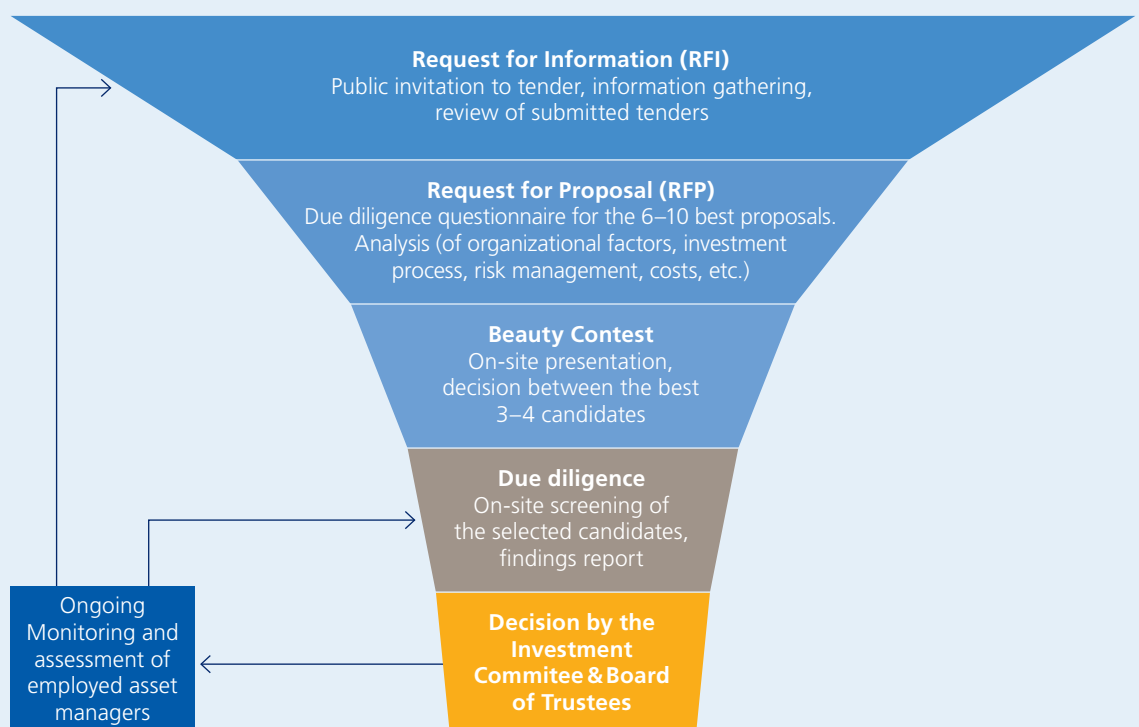 Request for Information (RFI)
Public invitation to tender, information gathering,
review of submitted tenders
Request for Proposal (RFP)
Due diligence questionnaire for the 6–10 best proposals.
Analysis (of organizational factors, investment
process, risk management, costs, etc.)
Beauty Contest
On-site presentation,
decision between the best
3–4 candidates
Due diligence
On-site screening of
the selected candidates,
findings report
Decision by the
Investment
Commitee & Board
of Trustees
Ongoing
Monitoring and
assessment of
employed asset
managers